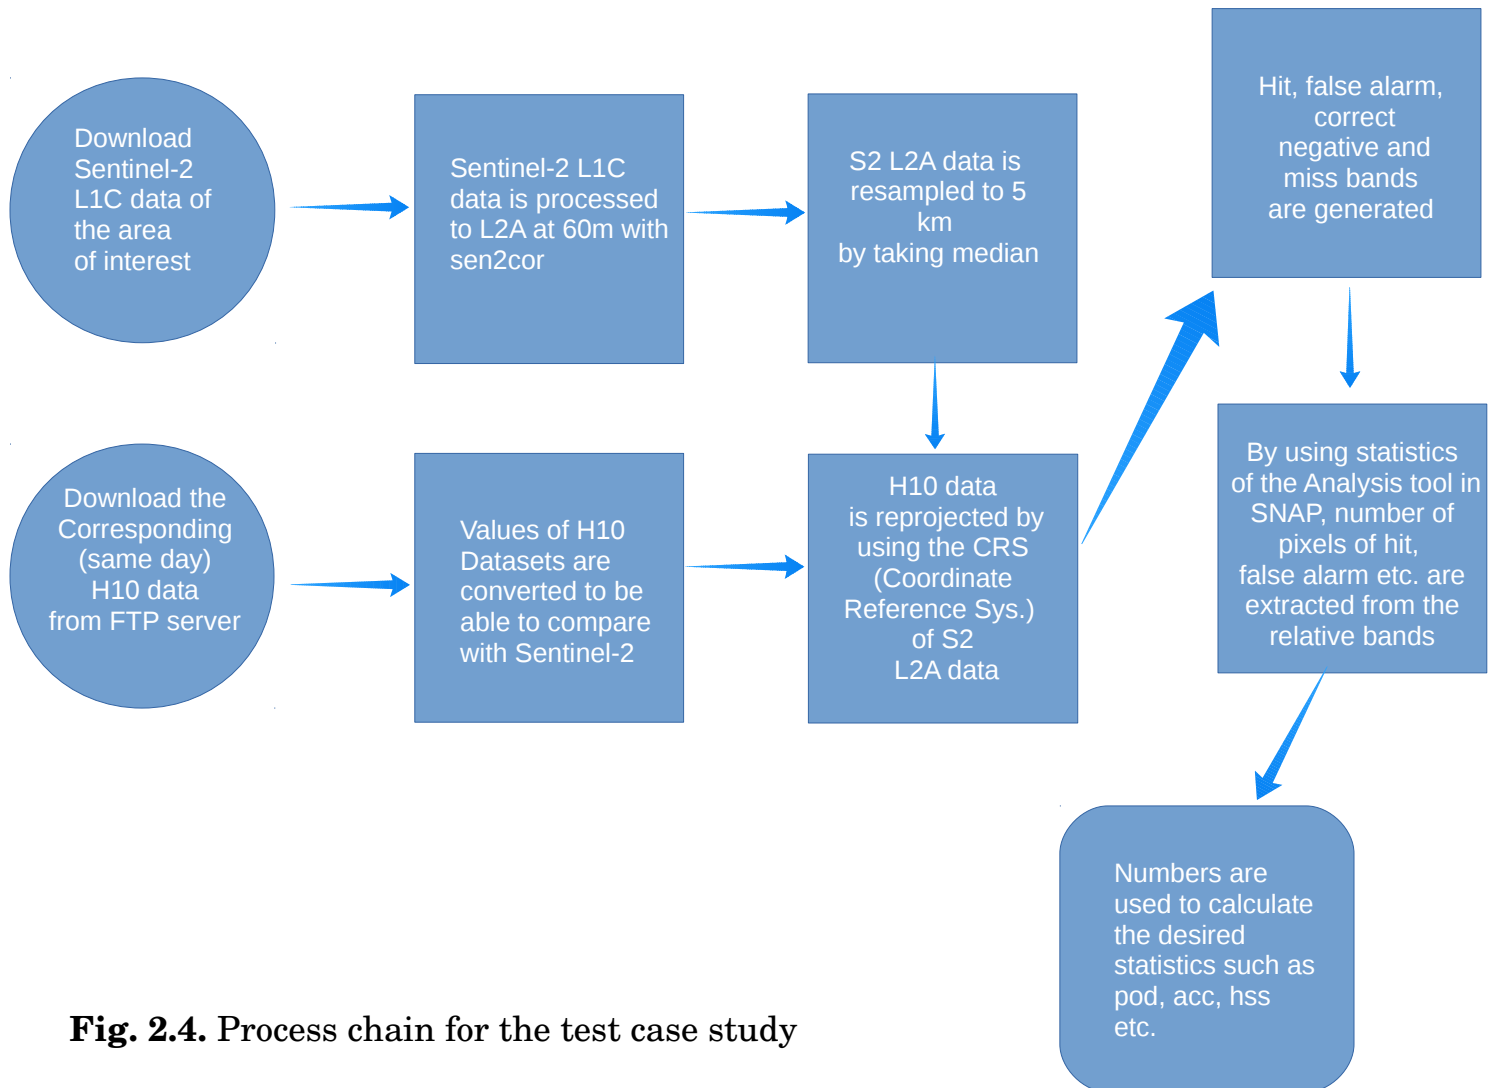 Download
Sentinel-2
L1C data of
the area
of interest
Sentinel-2 L1C
data is processed
to L2A at 60m with
sen2cor
S2 L2A data is
resampled to 5
km
by taking median
Hit, false alarm,
correct
negative and
miss bands
are generated
Download the
Corresponding
(same day)
H10 data
from FTP server
Values of H10
Datasets are
converted to be
able to compare
with Sentinel-2
H10 data
is reprojected by
using the CRS
(Coordinate
Reference Sys.)
of S2
L2A data
By using statistics
of the Analysis tool in
SNAP, number of
pixels of hit,
false alarm etc. are
extracted from the
relative bands
Numbers are
used to calculate
the desired
statistics such as
pod, acc, hss
etc.
Fig. 2.4. Process chain for the test case study